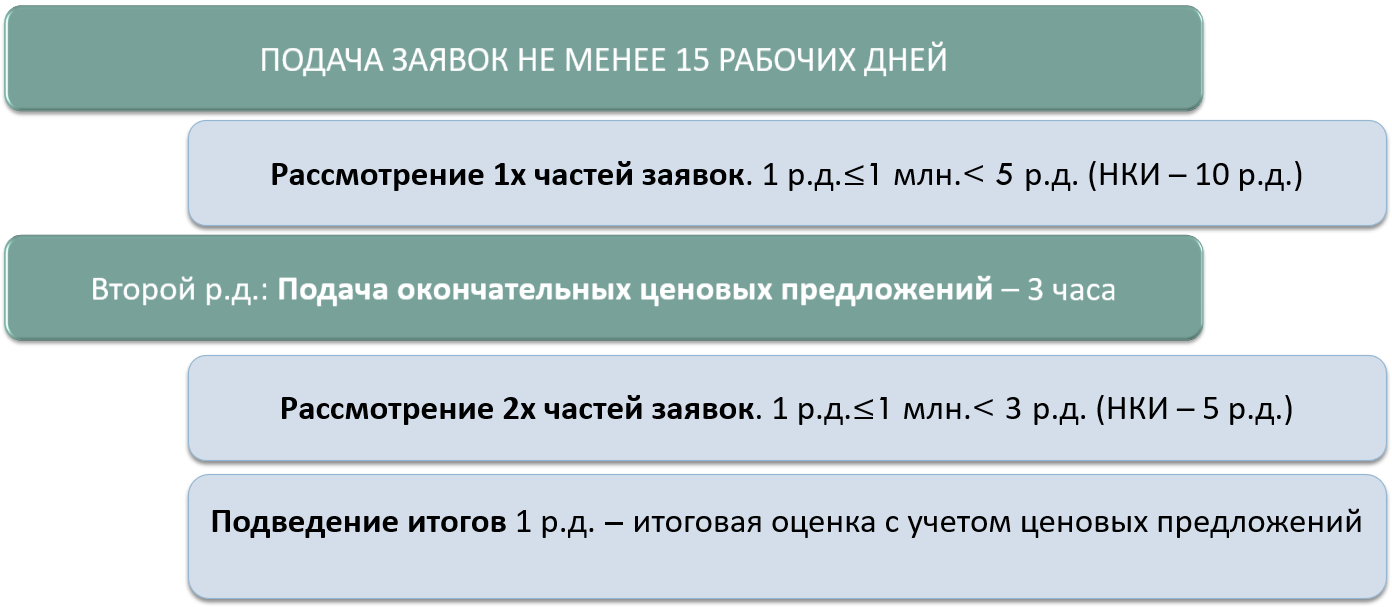 ПОДАЧА ЗАЯВОК НЕ МЕНЕЕ 15 РАБОЧИХ ДНЕЙ
Рассмотрение 1х частей заявок. 1 р.д.≤1 млн.< 5 р.д. (НКИ – 10 р.д.)
Второй р.д.: Подача окончательных ценовых предложений – 3 часа
Рассмотрение 2х частей заявок. 1 р.д.≤1 млн.< 3 р.д. (НКИ – 5 р.д.)
Подведение итогов 1 р.д. – итоговая оценка с учетом ценовых предложений